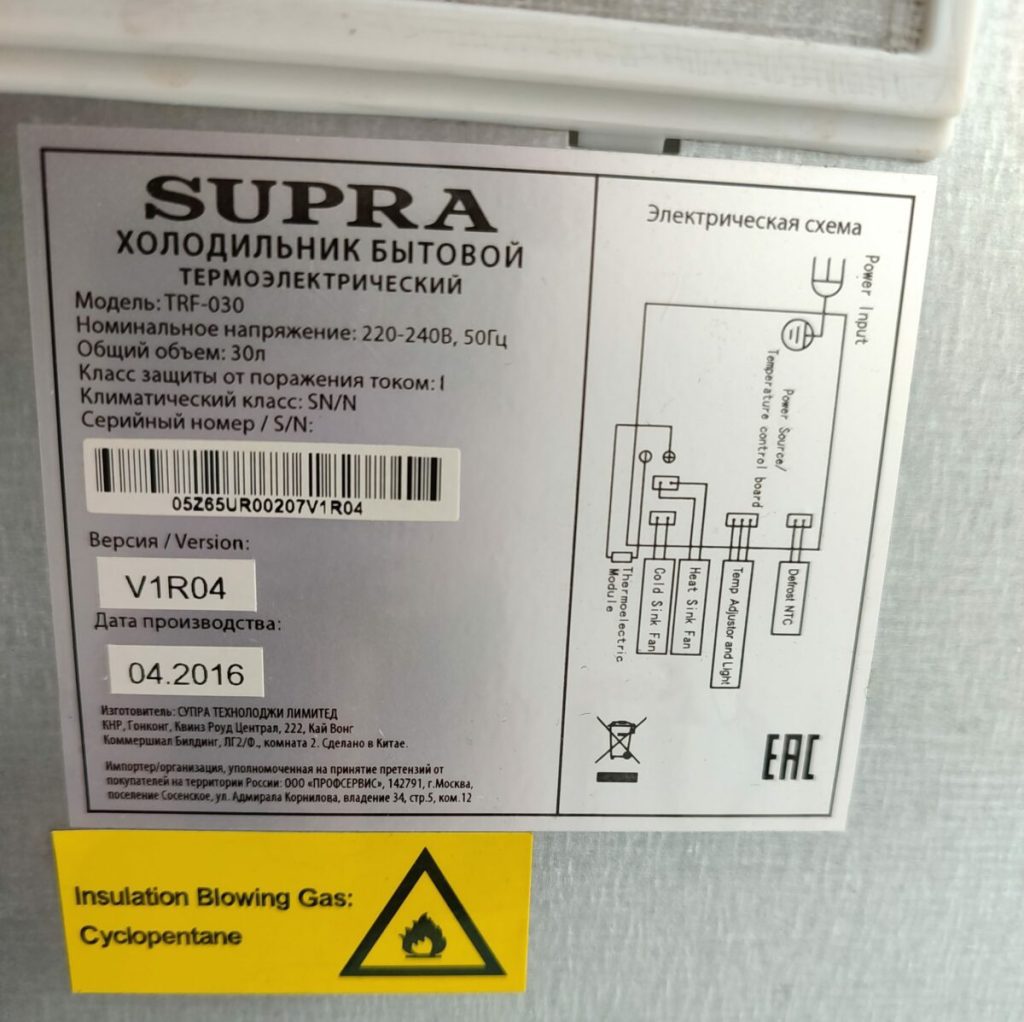 SUPRA
ХОЛОДИЛЬНИК БЫТОВОЙ
ТЕРМОЭЛЕКТРИЧЕСКИЙ
Модель: TRF-030
Номинальное напряжение: 220-240В, 50Гц
Общий объем: 30л
Класс защиты от поражения током: I
Климатический класс: SN/N
Серийный номер / S/N:
05Z65UR00207V1R04
Версия / Version:
V1R04
Дата производства:
04.2016
Изготовитель: СУПРА ТЕХНОЛОДЖИ ЛИМИТЕД
КНР, Гонконг, Квинз Роуд Централ, 222, Кай Вонг
Коммершиал Билдинг, ЛГ2/Ф., комната 2. Сделано в Китае.
Импортер/организация, уполномоченная на принятие претензий от
покупателей на территории России: ООО «ПРОФСЕРВИС», 142791, г.Москва,
поселение Сосенское, ул. Адмирала Корнилова, владение 34, стр.5, ком.12
Электрическая схема
Power Input
Power Source/
Temperature control board
Defrost NTC
Temp Adjustor and Light
Heat Sink Fan
Cold Sink Fan
Thermoelectric
Module
EAC
Insulation Blowing Gas:
Cyclopentane